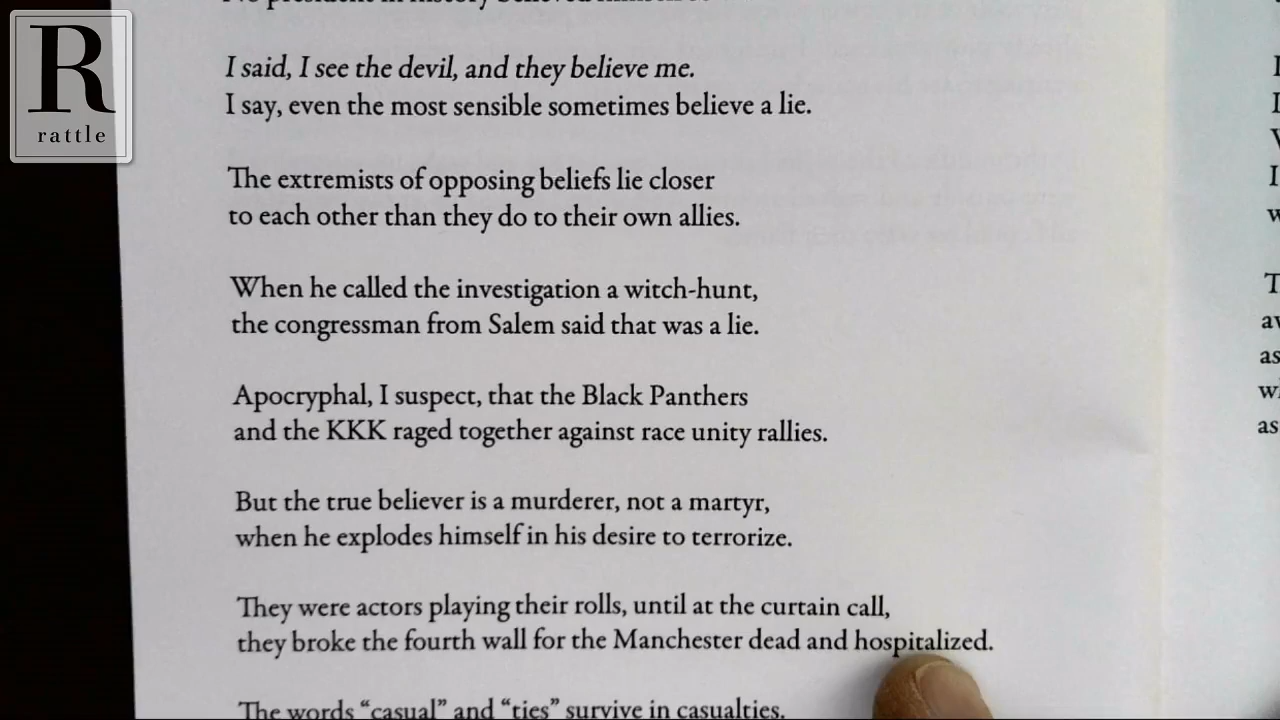 R
rattle
I said, I see the devil, and they believe me.
I say, even the most sensible sometimes believe a lie.
The extremists of opposing beliefs lie closer
to each other than they do to their own allies.
When he called the investigation a witch-hunt,
the congressman from Salem said that was a lie.
Apocryphal, I suspect, that the Black Panthers
and the KKK raged together against race unity rallies.
But the true believer is a murderer, not a martyr,
when he explodes himself in his desire to terrorize.
They were actors playing their rolls, until at the curtain call,
they broke the fourth wall for the Manchester dead and hospitalized.
The words “casual” and “ties” survive in casualties.